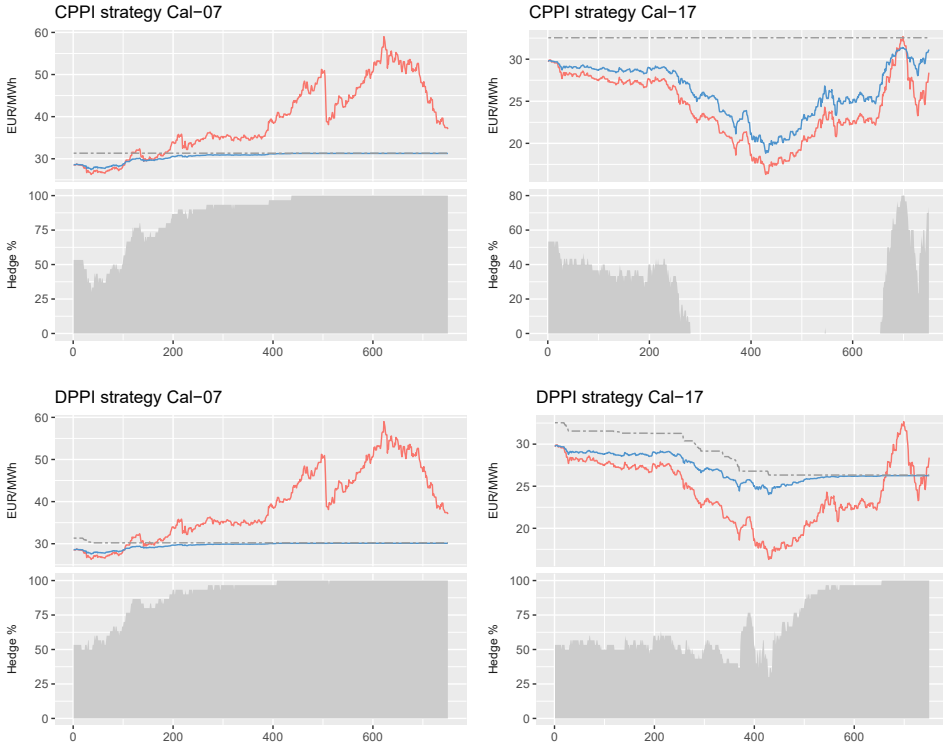 CPPI strategy Cal−07
60
50
40
30
EUR/MWh
100
75
50
25
0
Hedge %
0 200 400 600
CPPI strategy Cal−17
30
25
20
EUR/MWh
80
60
40
20
0
Hedge %
0 200 400 600
DPPI strategy Cal−07
60
50
40
30
EUR/MWh
100
75
50
25
0
Hedge %
0 200 400 600
DPPI strategy Cal−17
30
25
20
EUR/MWh
100
75
50
25
0
Hedge %
0 200 400 600